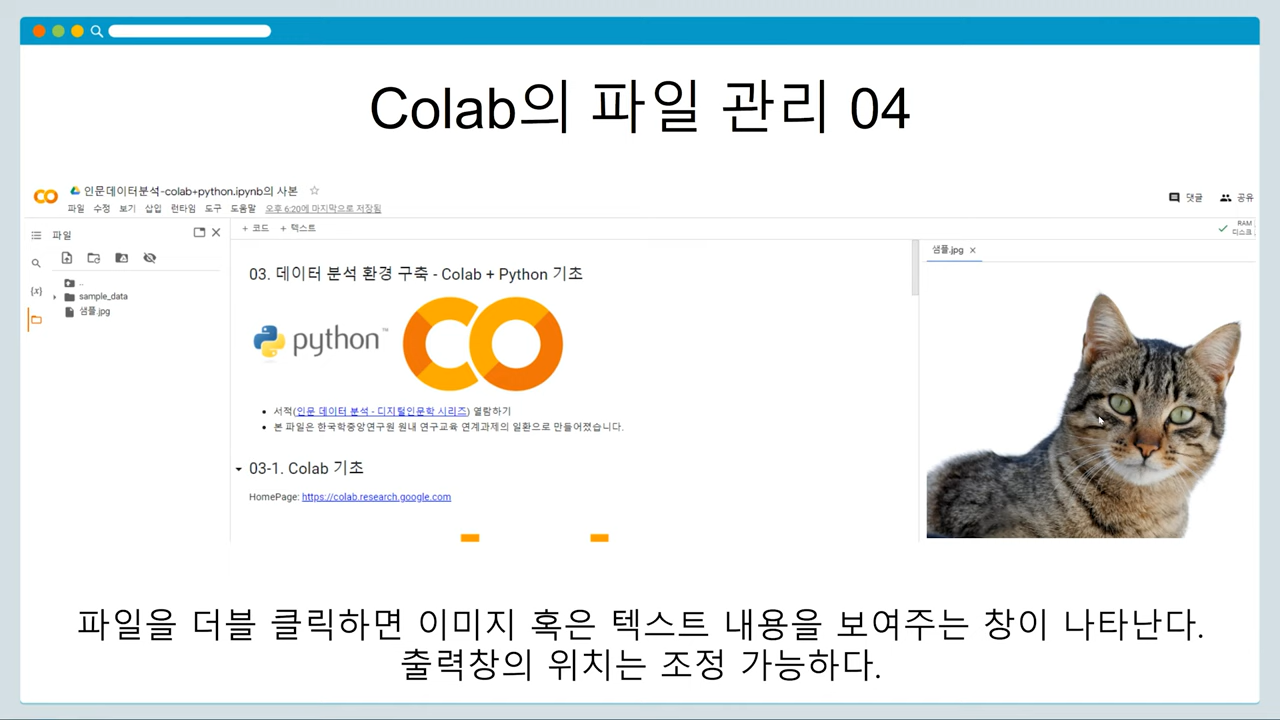 Colab의 파일 관리 04
인문데이터분석-colab+python.ipynb의 사본
파일 수정 보기 삽입 런타임 도구 도움말 오후 6:20에 마지막으로 저장됨
댓글 공유
파일
+ 코드 + 텍스트
RAM
디스크
샘플.jpg ×
..
sample_data
샘플.jpg
{x}
03. 데이터 분석 환경 구축 - Colab + Python 기초
python™
서적(인문 데이터 분석 - 디지털인문학 시리즈) 열람하기
본 파일은 한국학중앙연구원 원내 연구교육 연계과제의 일환으로 만들어졌습니다.
03-1. Colab 기초
HomePage: https://colab.research.google.com
파일을 더블 클릭하면 이미지 혹은 텍스트 내용을 보여주는 창이 나타난다.
출력창의 위치는 조정 가능하다.